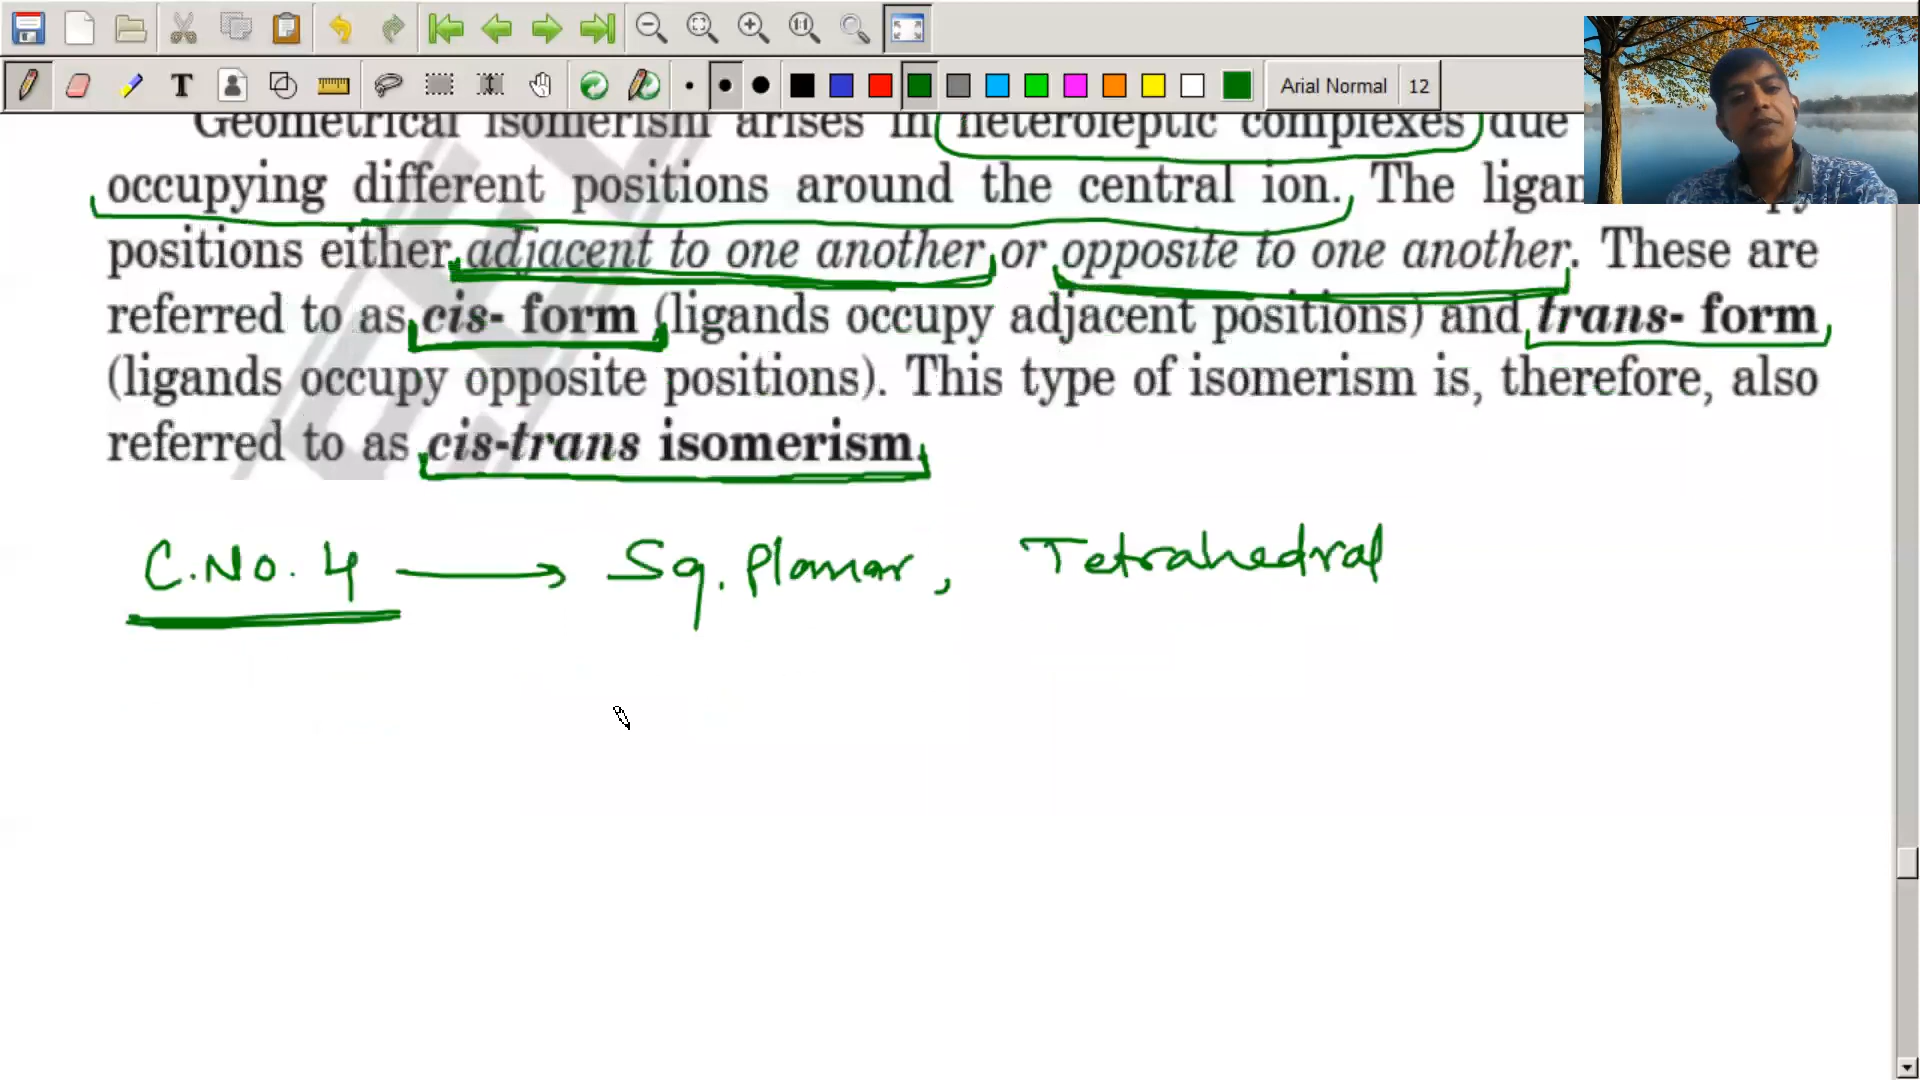 Arial Normal 12
Geometrical isomerism arises in heteroleptic complexes due
occupying different positions around the central ion. The
positions either adjacent to one another or opposite to one another. These are
referred to as cis- form (ligands occupy adjacent positions) and trans- form
(ligands occupy opposite positions). This type of isomerism is, therefore, also
referred to as cis-trans isomerism.
C.No. 4 → Sq. Planar, Tetrahedral